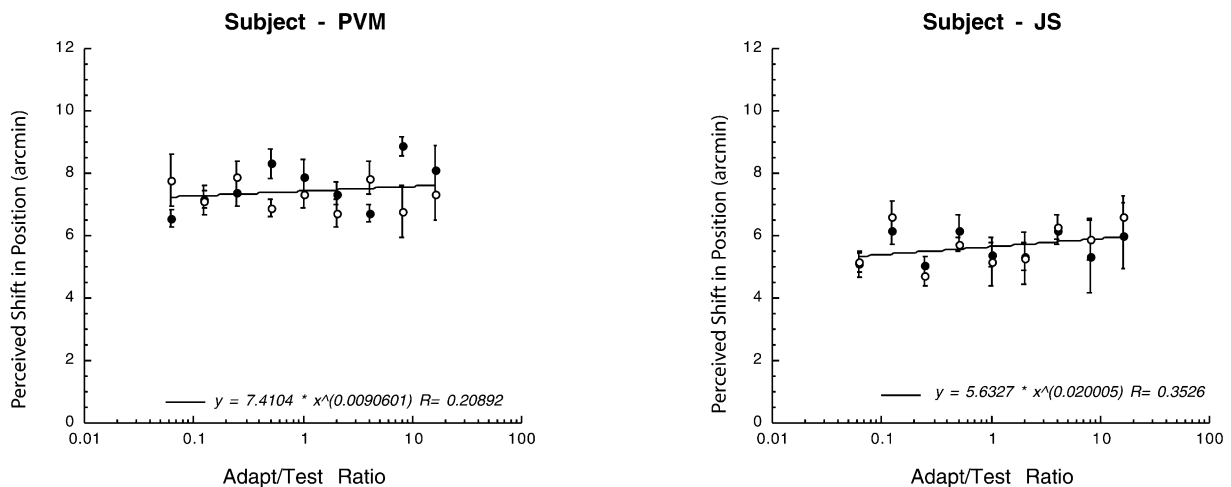 Subject - PVM
Perceived Shift in Position (arcmin)
12
10
8
6
4
2
0
y = 7.4104 * x^(0.0090601) R= 0.20892
0.01 0.1 1 10 100
Adapt/Test Ratio
Subject - JS
Perceived Shift in Position (arcmin)
12
10
8
6
4
2
0
y = 5.6327 * x^(0.020005) R= 0.3526
0.01 0.1 1 10 100
Adapt/Test Ratio